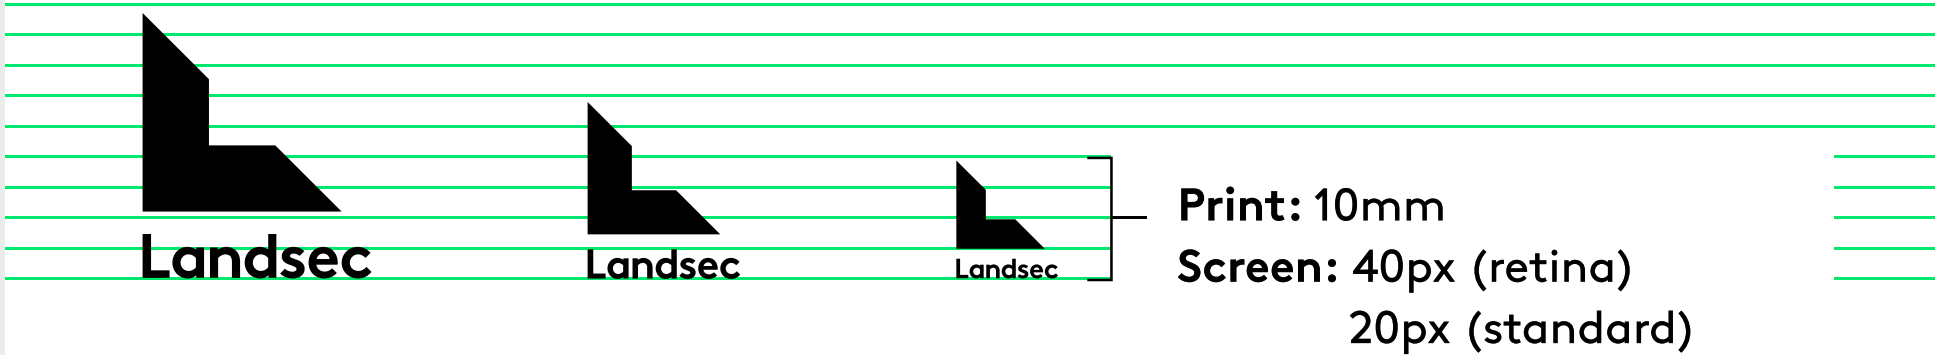 Landsec
Landsec
Landsec
Print: 10mm
Screen: 40px (retina)
20px (standard)